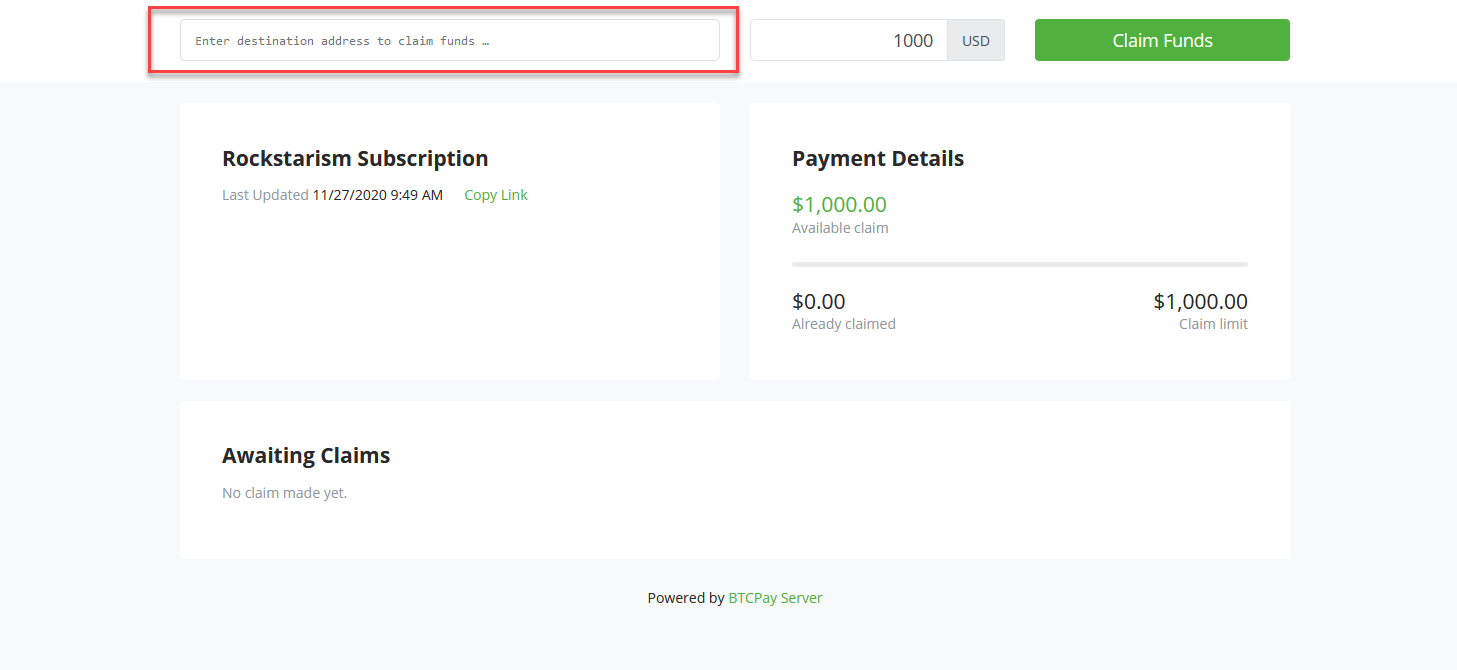 Enter destination address to claim funds …
1000 USD
Claim Funds
Rockstarism Subscription
Last Updated 11/27/2020 9:49 AM Copy Link
Payment Details
$1,000.00
Available claim
$0.00
Already claimed
$1,000.00
Claim limit
Awaiting Claims
No claim made yet.
Powered by BTCPay Server